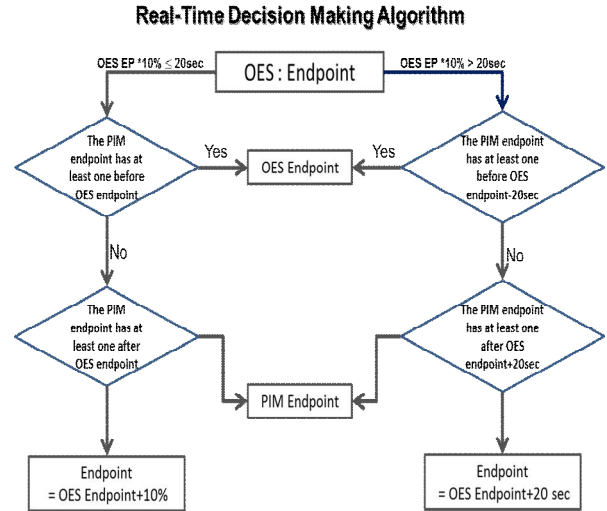 Real-Time Decision Making Algorithm
OES EP *10% ≤ 20sec
OES : Endpoint
OES EP *10% > 20sec
The PIM
endpoint has at
least one before
OES endpoint
Yes
OES Endpoint
Yes
The PIM endpoint
has at least one
before OES
endpoint-20sec
No
No
The PIM
endpoint has at
least one after
OES endpoint
The PIM endpoint
has at least one
after OES
endpoint+20sec
PIM Endpoint
Endpoint
= OES Endpoint+10%
Endpoint
= OES Endpoint+20 sec